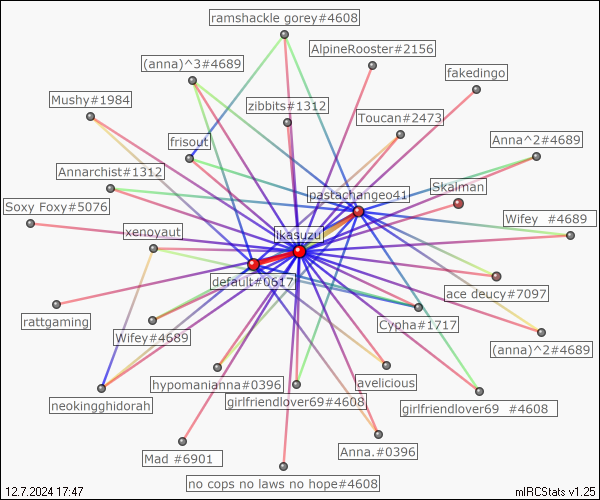 ramshackle gorey#4608
AlpineRooster#2156
(anna)^3#4689
fakedingo
Mushy#1984
zibbits#1312
Toucan#2473
frisout
Anna^2#4689
Annarchist#1312
Skalman
pastachangeo41
Soxy Foxy#5076
Wifey #4689
xenoyaut
ikasuzu
default#0617
ace deucy#7097
rattgaming
Cypha#1717
Wifey#4689
(anna)^2#4689
hypomanianna#0396
avelicious
neokingghidorah
girlfriendlover69#4608
girlfriendlover69 #4608
Mad #6901
Anna.#0396
no cops no laws no hope#4608
12.7.2024 17:47
mIRCStats v1.25